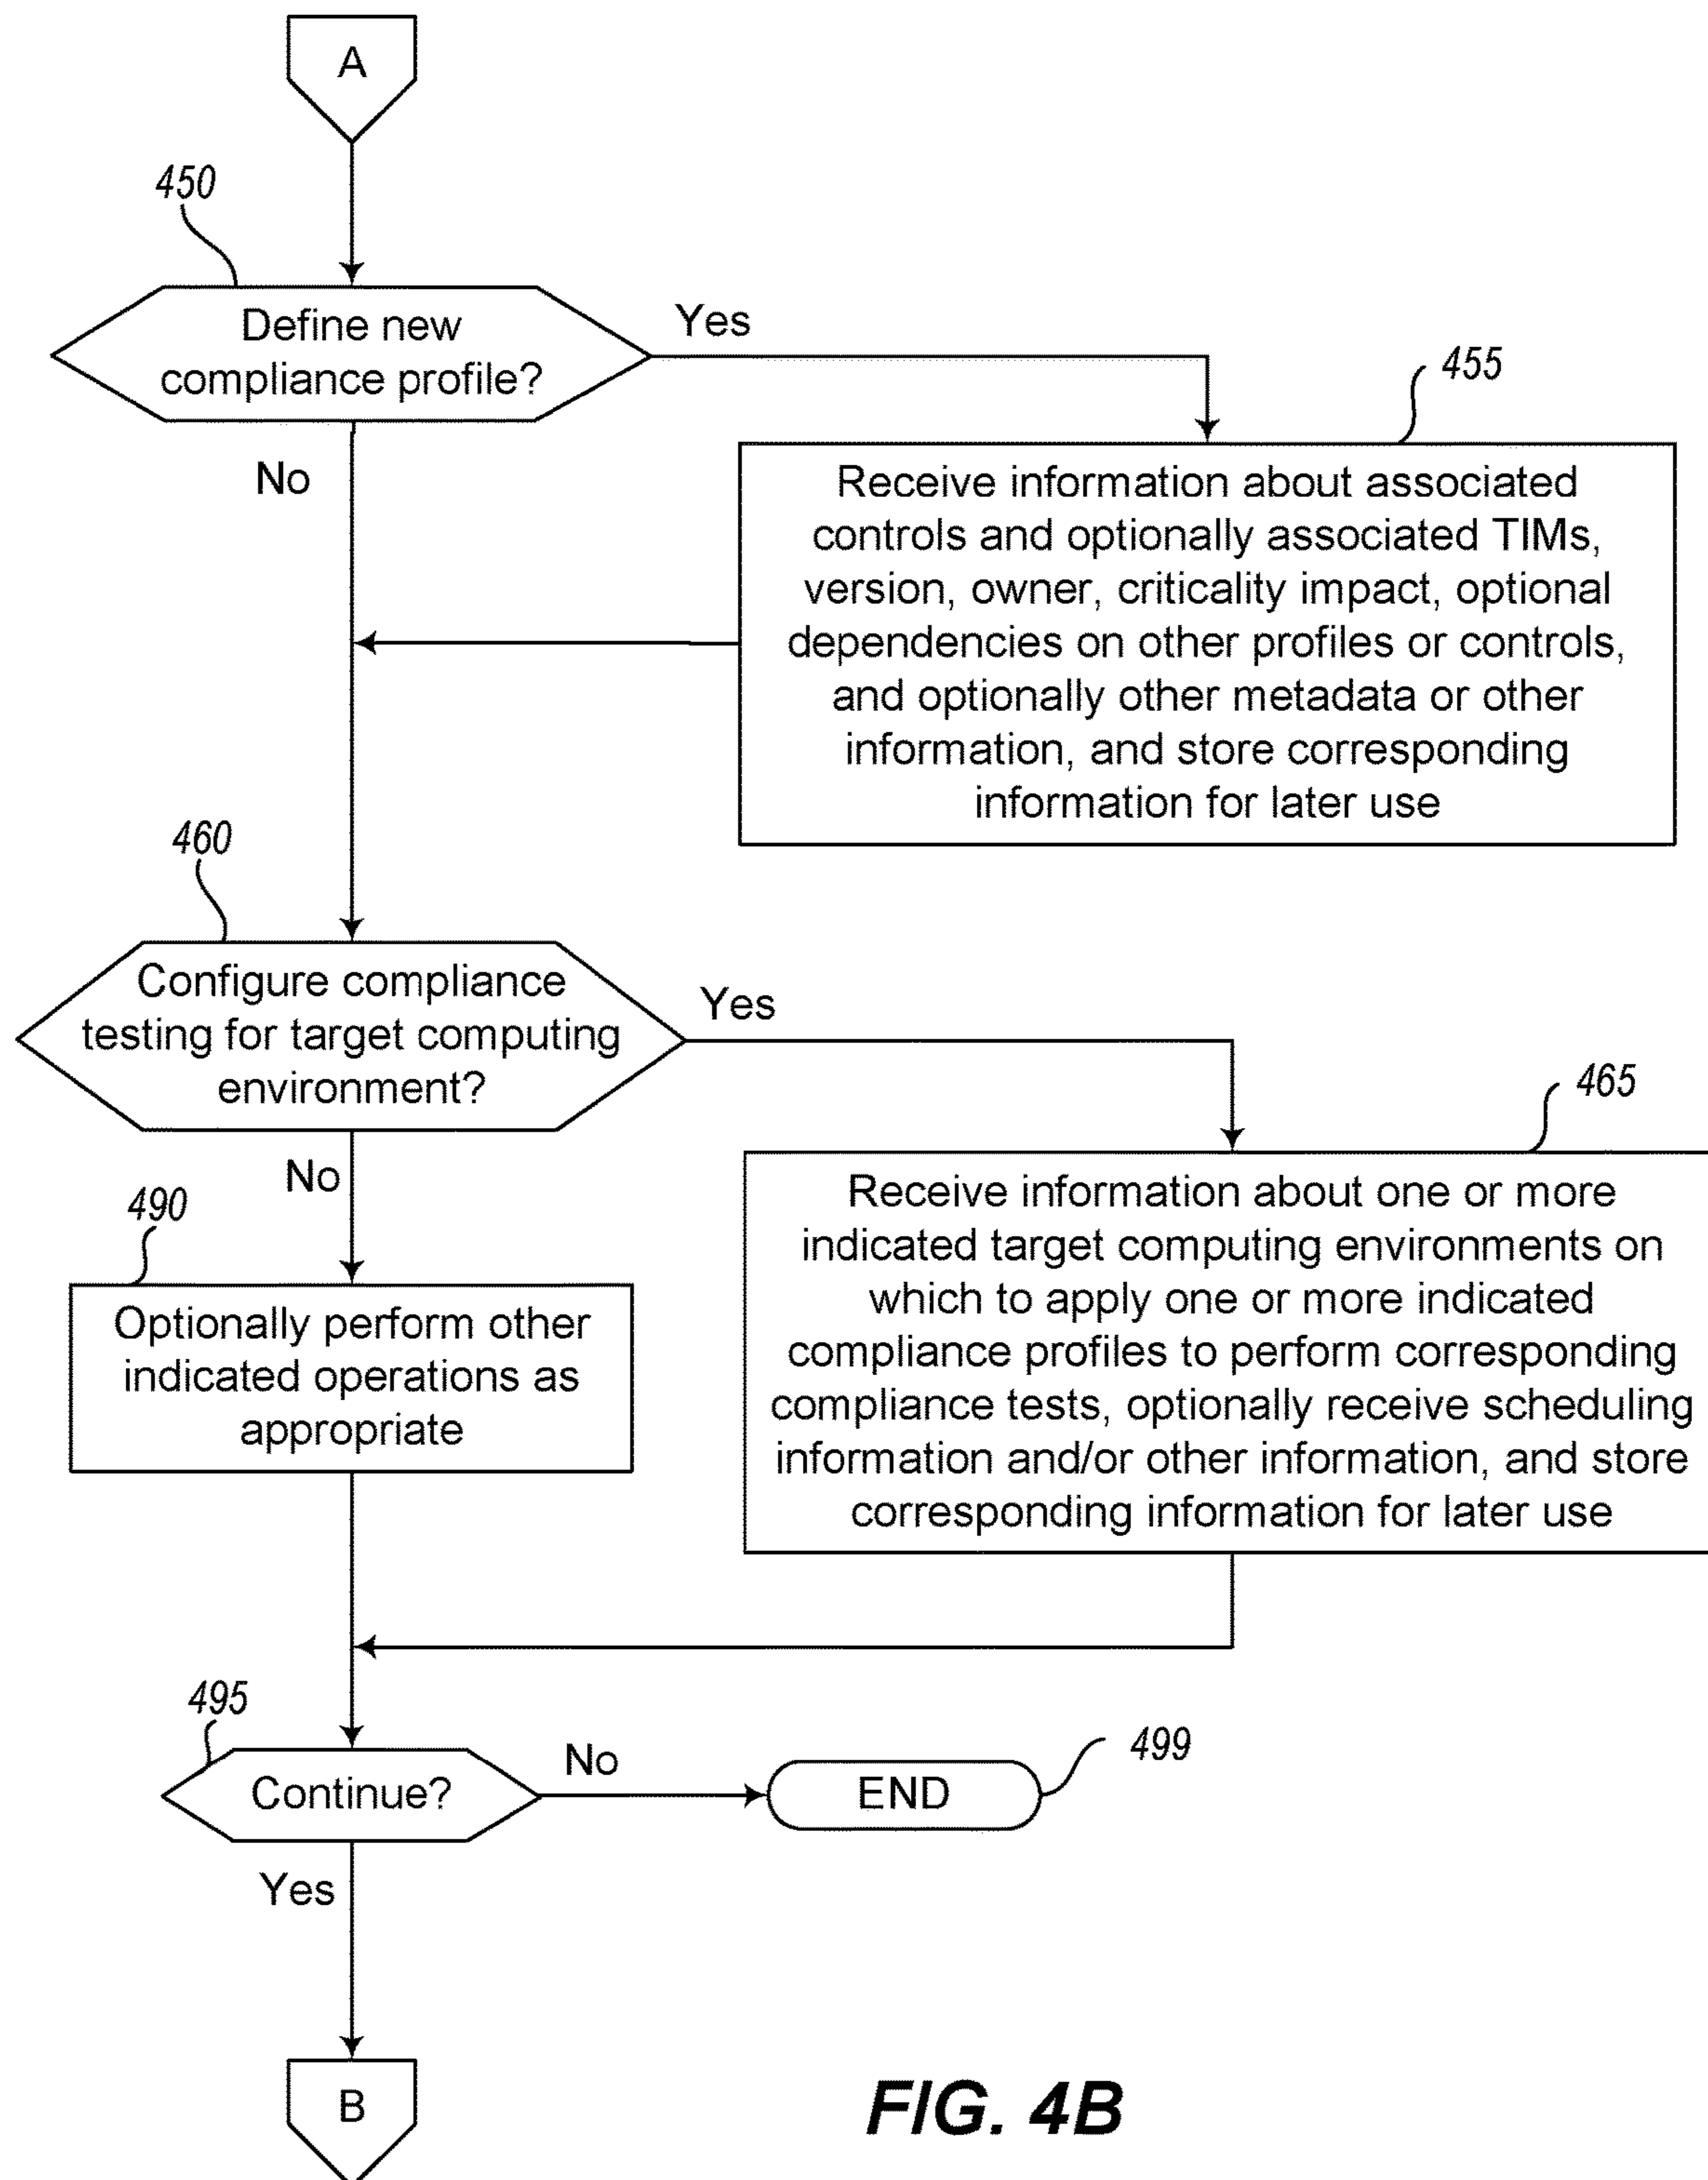 A
450
Define new
compliance profile?
Yes
No
455
Receive information about associated
controls and optionally associated TIMs,
version, owner, criticality impact, optional
dependencies on other profiles or controls,
and optionally other metadata or other
information, and store corresponding
information for later use
460
Configure compliance
testing for target computing
environment?
Yes
No
465
Receive information about one or more
indicated target computing environments on
which to apply one or more indicated
compliance profiles to perform corresponding
compliance tests, optionally receive scheduling
information and/or other information, and store
corresponding information for later use
490
Optionally perform other
indicated operations as
appropriate
495
Continue?
No
END
499
Yes
B
FIG. 4B